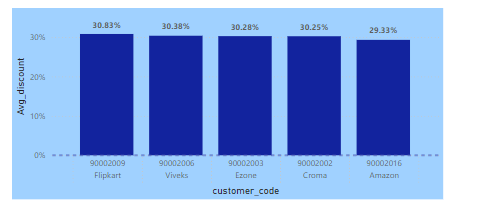 30.83% 30.38% 30.28% 30.25% 29.33%
30%
20%
10%
0%
Avg_discount
90002009 90002006 90002003 90002002 90002016
Flipkart Viveks Ezone Croma Amazon
customer_code